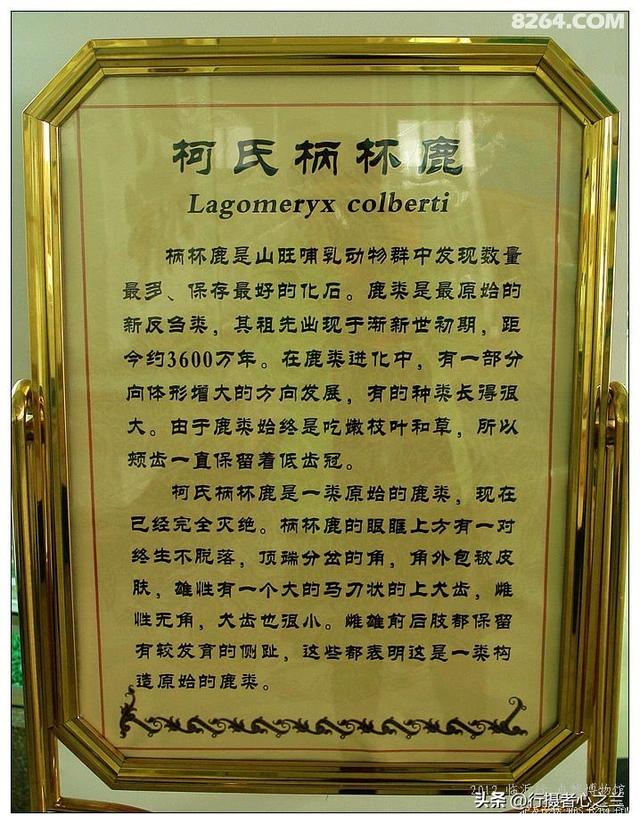 8264.COM
柯氏柄杯鹿
Lagomeryx colberti
柄杯鹿是山旺哺乳动物群中发现数量
最多、保存最好的化石。鹿类是最原始的
新反刍类，其祖先出现于渐新世初期，距
今约3600万年。在鹿类进化中，有一部分
向体形增大的方向发展，有的种类长得很
大。由于鹿类始终是吃嫩枝叶和草，所以
颊齿一直保留着低齿冠。
柯氏柄杯鹿是一类原始的鹿类，现在
已经完全灭绝。柄杯鹿的眼眶上方有一对
终生不脱落，顶端分岔的角，角外包被皮
肤，雄性有一个大的马刀状的上犬齿，雌
性无角，犬齿也很小。雌雄前后肢都保留
有较发育的侧趾，这些都表明这是一类构
造原始的鹿类。
2012 临沂
博物馆
头条 @行摄者心之兰